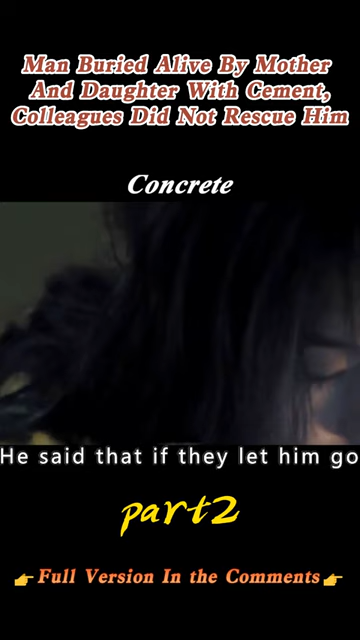 Man Buried Alive By Mother
And Daughter With Cement,
Colleagues Did Not Rescue Him
Concrete
He said that if they let him go
part2
👉 Full Version In the Comments 👉